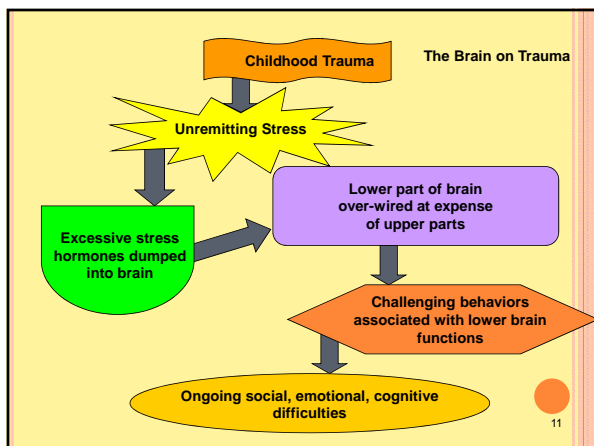 The Brain on Trauma
Childhood Trauma
Unremitting Stress
Lower part of brain
over-wired at expense
of upper parts
Excessive stress
hormones dumped
into brain
Challenging behaviors
associated with lower brain
functions
Ongoing social, emotional, cognitive
difficulties
11